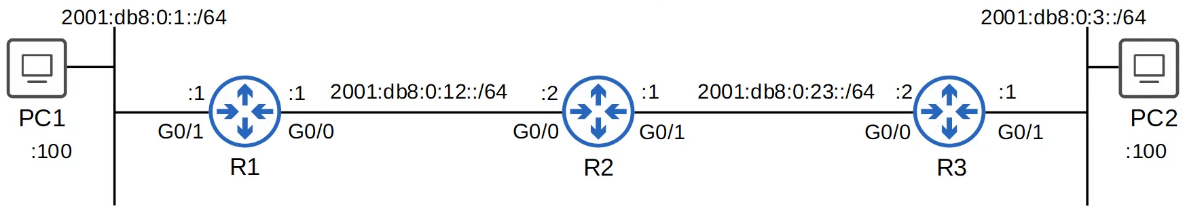 2001:db8:0:1::/64
2001:db8:0:3::/64
:1
:1
2001:db8:0:12::/64
:2
:1
2001:db8:0:23::/64
:2
:1
PC1
G0/1
G0/0
G0/0
G0/1
G0/0
G0/1
PC2
:100
R1
R2
R3
:100